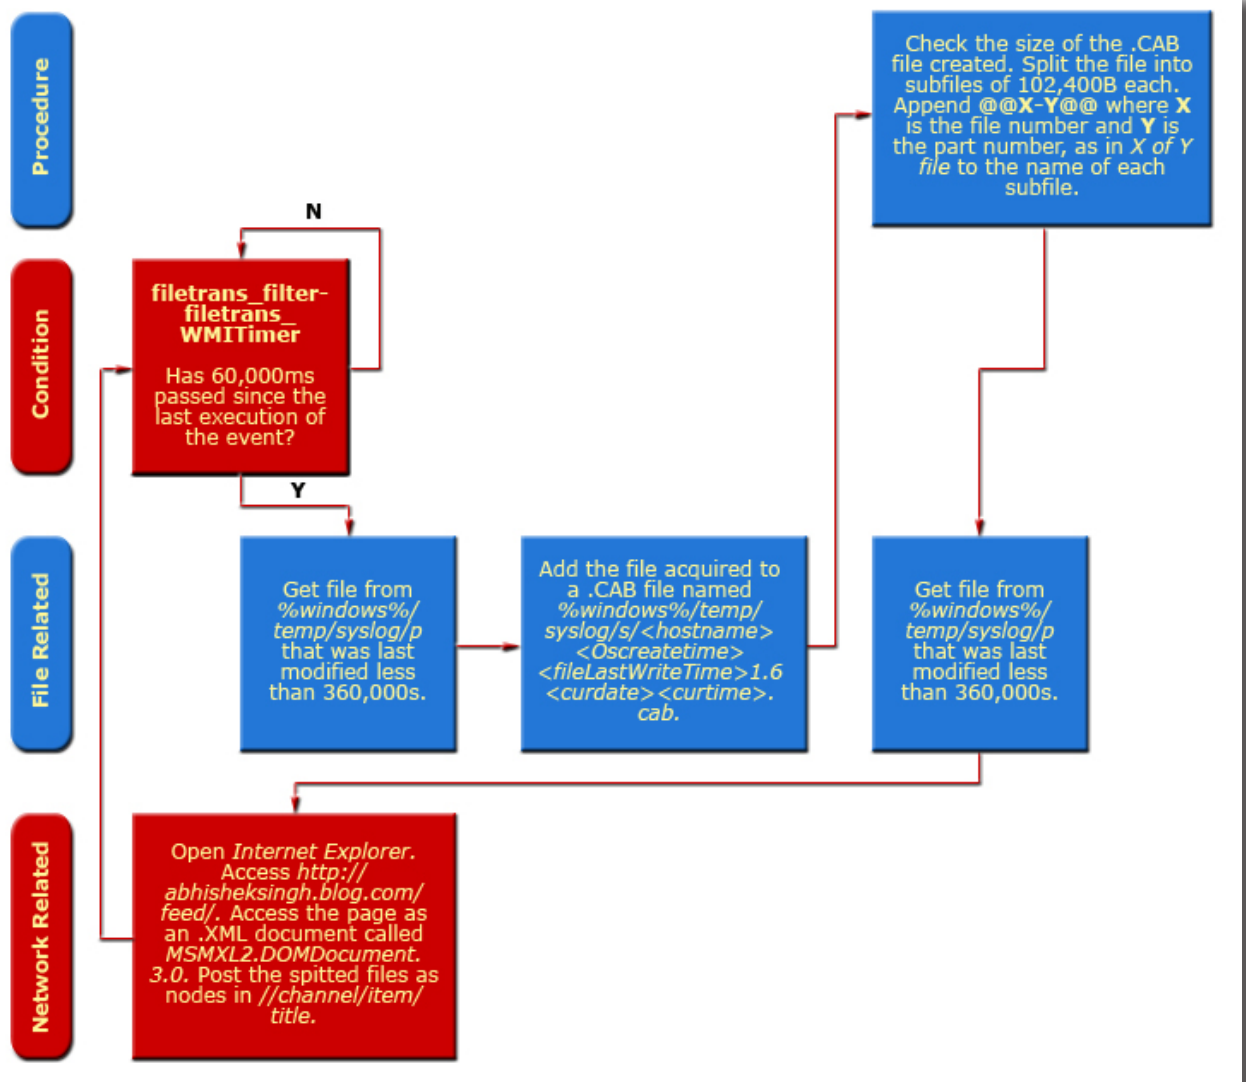 Procedure
Check the size of the .CAB
file created. Split the file into
subfiles of 102,400B each.
Append @@X-Y@@ where X
is the file number and Y is
the part number, as in X of Y
file to the name of each
subfile.
N
Condition
filetrans_filter-
filetrans_
WMITimer
Has 60,000ms
passed since the
last execution of
the event?
Y
File Related
Get file from
%windows%/
temp/syslog/p
that was last
modified less
than 360,000s.
Add the file acquired to
a .CAB file named
%windows%/temp/
syslog/s/<hostname>
<Oscreatetime>
<fileLastWriteTime>1.6
<curdate><curtime>.
cab.
Get file from
%windows%/
temp/syslog/p
that was last
modified less
than 360,000s.
Network Related
Open Internet Explorer.
Access http://
abhisheksingh.blog.com/
feed/. Access the page as
an .XML document called
MSMXL2.DOMDocument.
3.0. Post the spitted files as
nodes in //channel/item/
title.